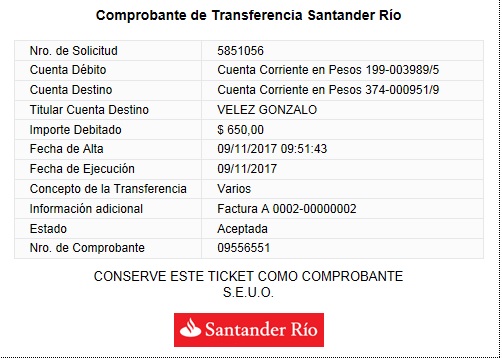 Comprobante de Transferencia Santander Río
Nro. de Solicitud 5851056
Cuenta Débito Cuenta Corriente en Pesos 199-003989/5
Cuenta Destino Cuenta Corriente en Pesos 374-000951/9
Titular Cuenta Destino VELEZ GONZALO
Importe Debitado $ 650,00
Fecha de Alta 09/11/2017 09:51:43
Fecha de Ejecución 09/11/2017
Concepto de la Transferencia Varios
Información adicional Factura A 0002-00000002
Estado Aceptada
Nro. de Comprobante 09556551
CONSERVE ESTE TICKET COMO COMPROBANTE
S.E.U.O.
Santander Río